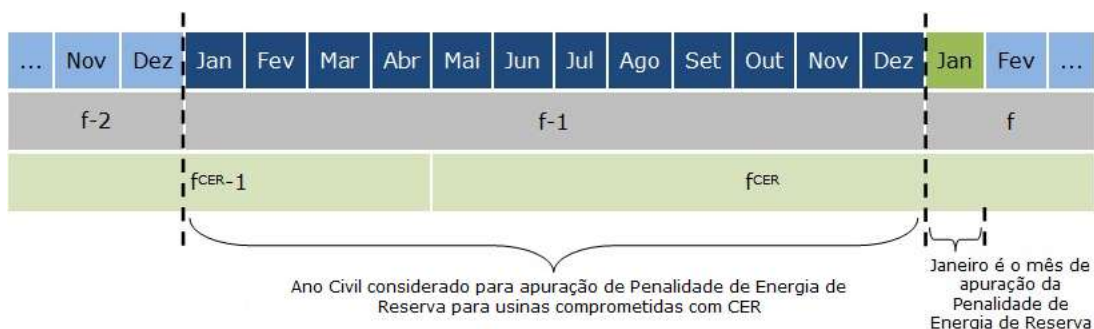 ... Nov Dez Jan Fev Mar Abr Mai Jun Jul Ago Set Out Nov Dez Jan Fev ...
f-2 f-1 f
fCER-1 fCER
Ano Civil considerado para apuração de Penalidade de Energia de
Reserva para usinas comprometidas com CER
Janeiro é o mês de
apuração da
Penalidade de
Energia de Reserva